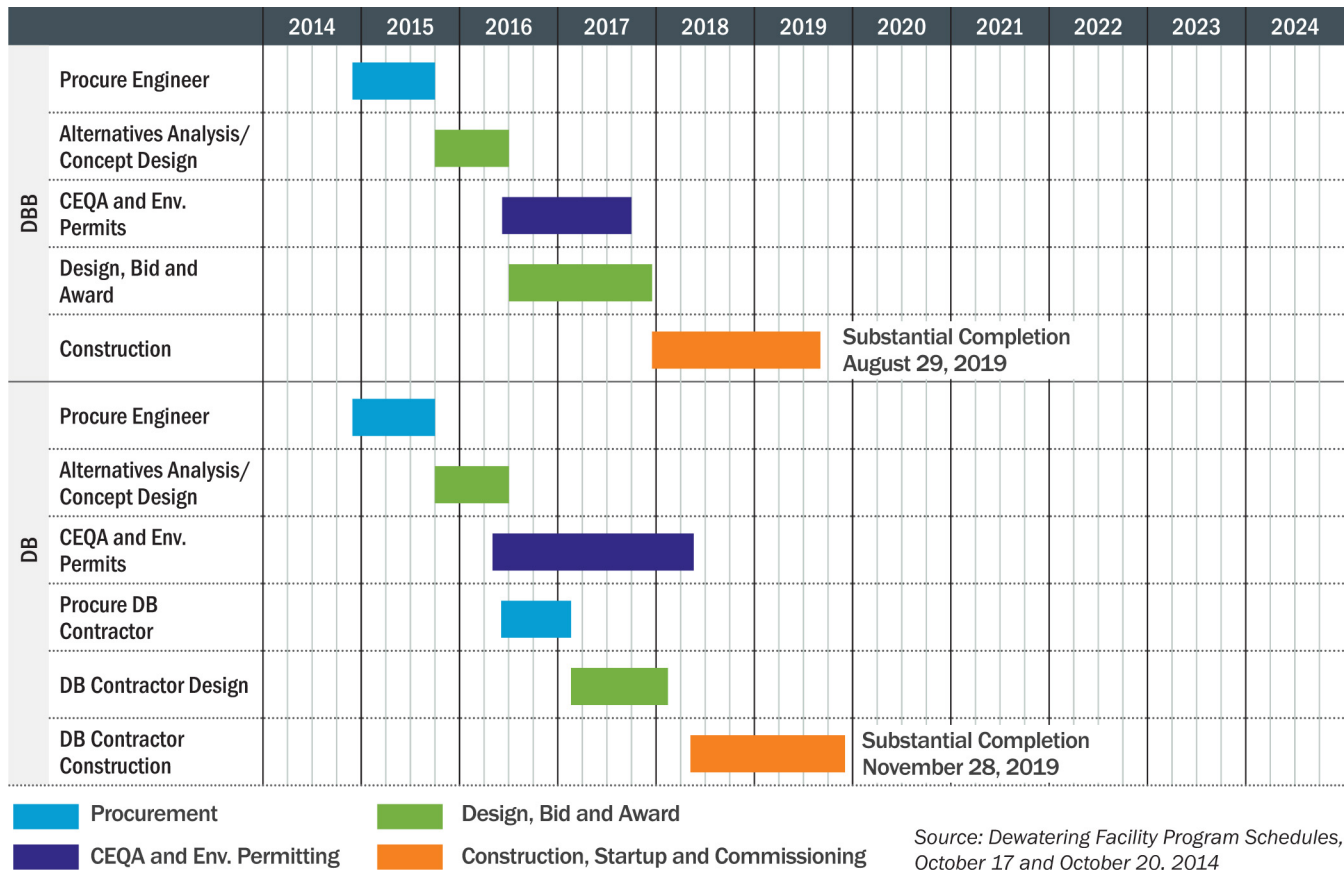 2014 2015 2016 2017 2018 2019 2020 2021 2022 2023 2024
DBB
Procure Engineer
Alternatives Analysis/
Concept Design
CEQA and Env.
Permits
Design, Bid and
Award
Construction
Substantial Completion
August 29, 2019
DB
Procure Engineer
Alternatives Analysis/
Concept Design
CEQA and Env.
Permits
Procure DB
Contractor
DB Contractor Design
DB Contractor
Construction
Substantial Completion
November 28, 2019
Procurement
Design, Bid and Award
CEQA and Env. Permitting
Construction, Startup and Commissioning
Source: Dewatering Facility Program Schedules,
October 17 and October 20, 2014